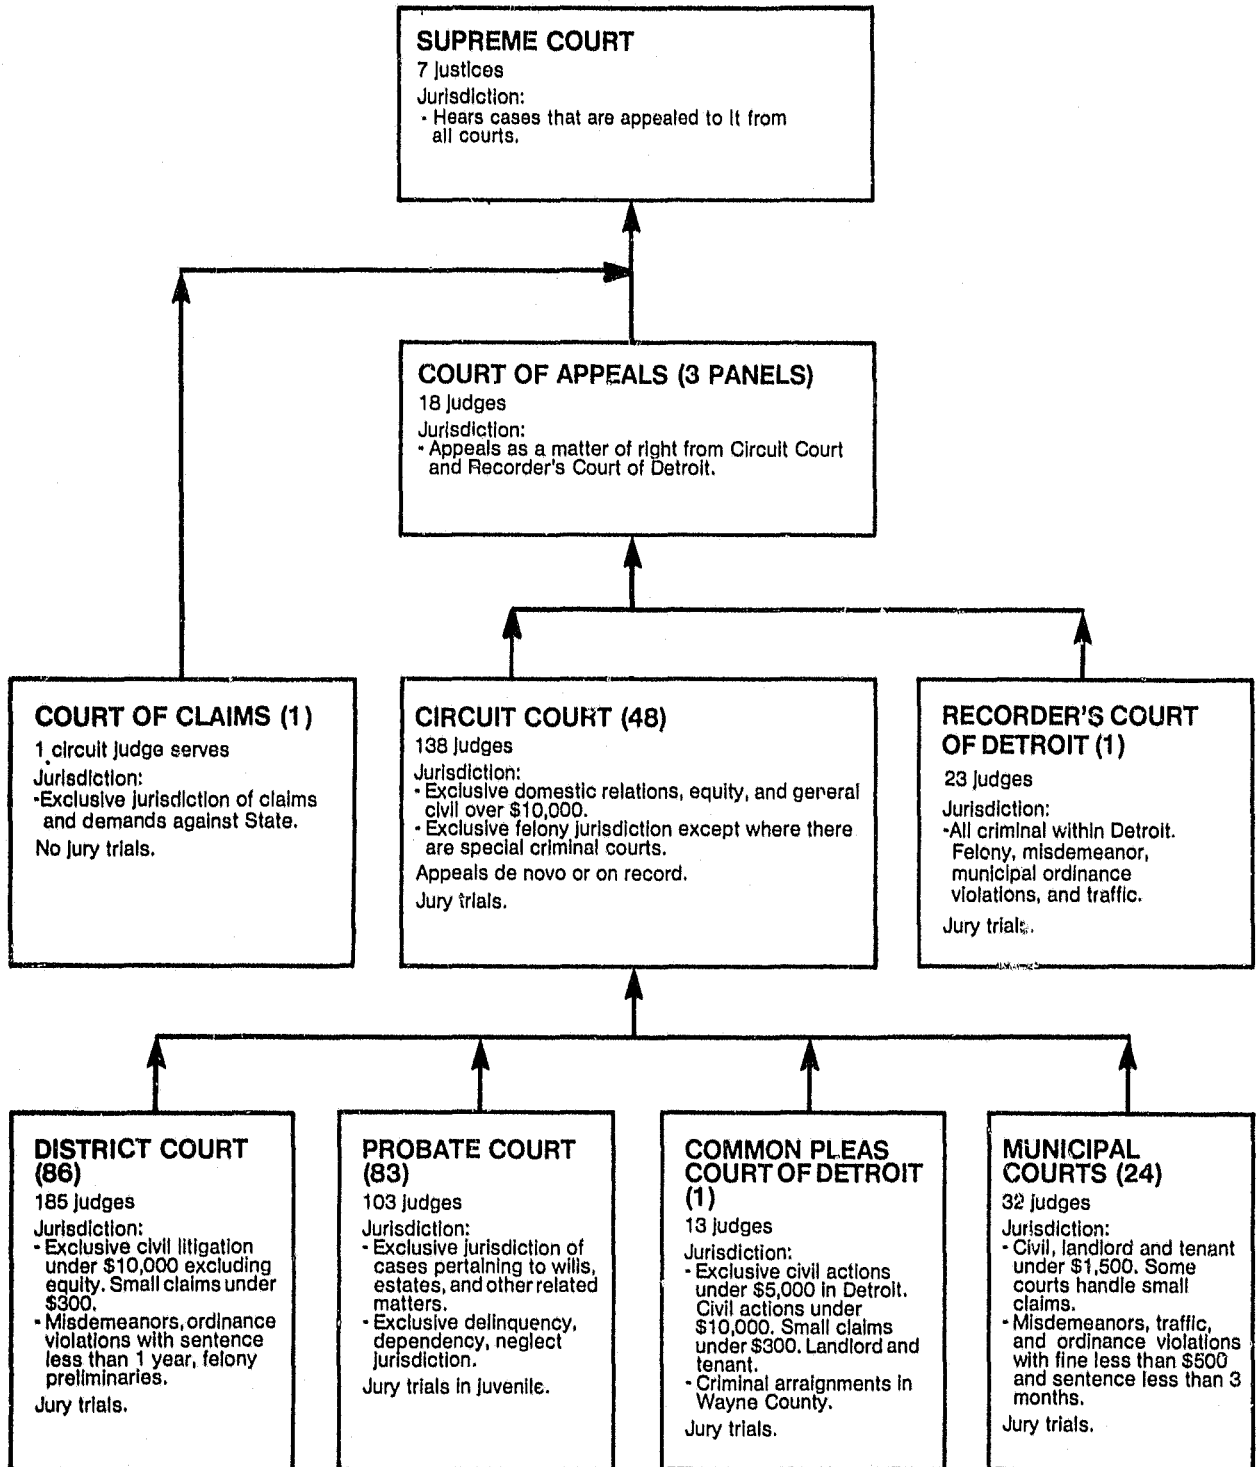 SUPREME COURT
7 justices
Jurisdiction:
- Hears cases that are appealed to it from
all courts.
COURT OF APPEALS (3 PANELS)
18 judges
Jurisdiction:
- Appeals as a matter of right from Circuit Court
and Recorder's Court of Detroit.
COURT OF CLAIMS (1)
1 circuit judge serves
Jurisdiction:
-Exclusive jurisdiction of claims
and demands against State.
No jury trials.
CIRCUIT COURT (48)
138 judges
Jurisdiction:
- Exclusive domestic relations, equity, and general
civil over $10,000.
- Exclusive felony jurisdiction except where there
are special criminal courts.
Appeals de novo or on record.
Jury trials.
RECORDER'S COURT
OF DETROIT (1)
23 judges
Jurisdiction:
-All criminal within Detroit.
Felony, misdemeanor,
municipal ordinance
violations, and traffic.
Jury trials.
DISTRICT COURT
(86)
185 judges
Jurisdiction:
- Exclusive civil litigation
under $10,000 excluding
equity. Small claims under
$300.
- Misdemeanors, ordinance
violations with sentence
less than 1 year, felony
preliminaries.
Jury trials.
PROBATE COURT
(83)
103 judges
Jurisdiction:
- Exclusive jurisdiction of
cases pertaining to wills,
estates, and other related
matters.
- Exclusive delinquency,
dependency, neglect
jurisdiction.
Jury trials in juvenile.
COMMON PLEAS
COURT OF DETROIT
(1)
13 judges
Jurisdiction:
- Exclusive civil actions
under $5,000 in Detroit.
Civil actions under
$10,000. Small claims
under $300. Landlord and
tenant.
- Criminal arraignments in
Wayne County.
Jury trials.
MUNICIPAL
COURTS (24)
32 judges
Jurisdiction:
- Civil, landlord and tenant
under $1,500. Some
courts handle small
claims.
- Misdemeanors, traffic,
and ordinance violations
with fine less than $500
and sentence less than 3
months.
Jury trials.